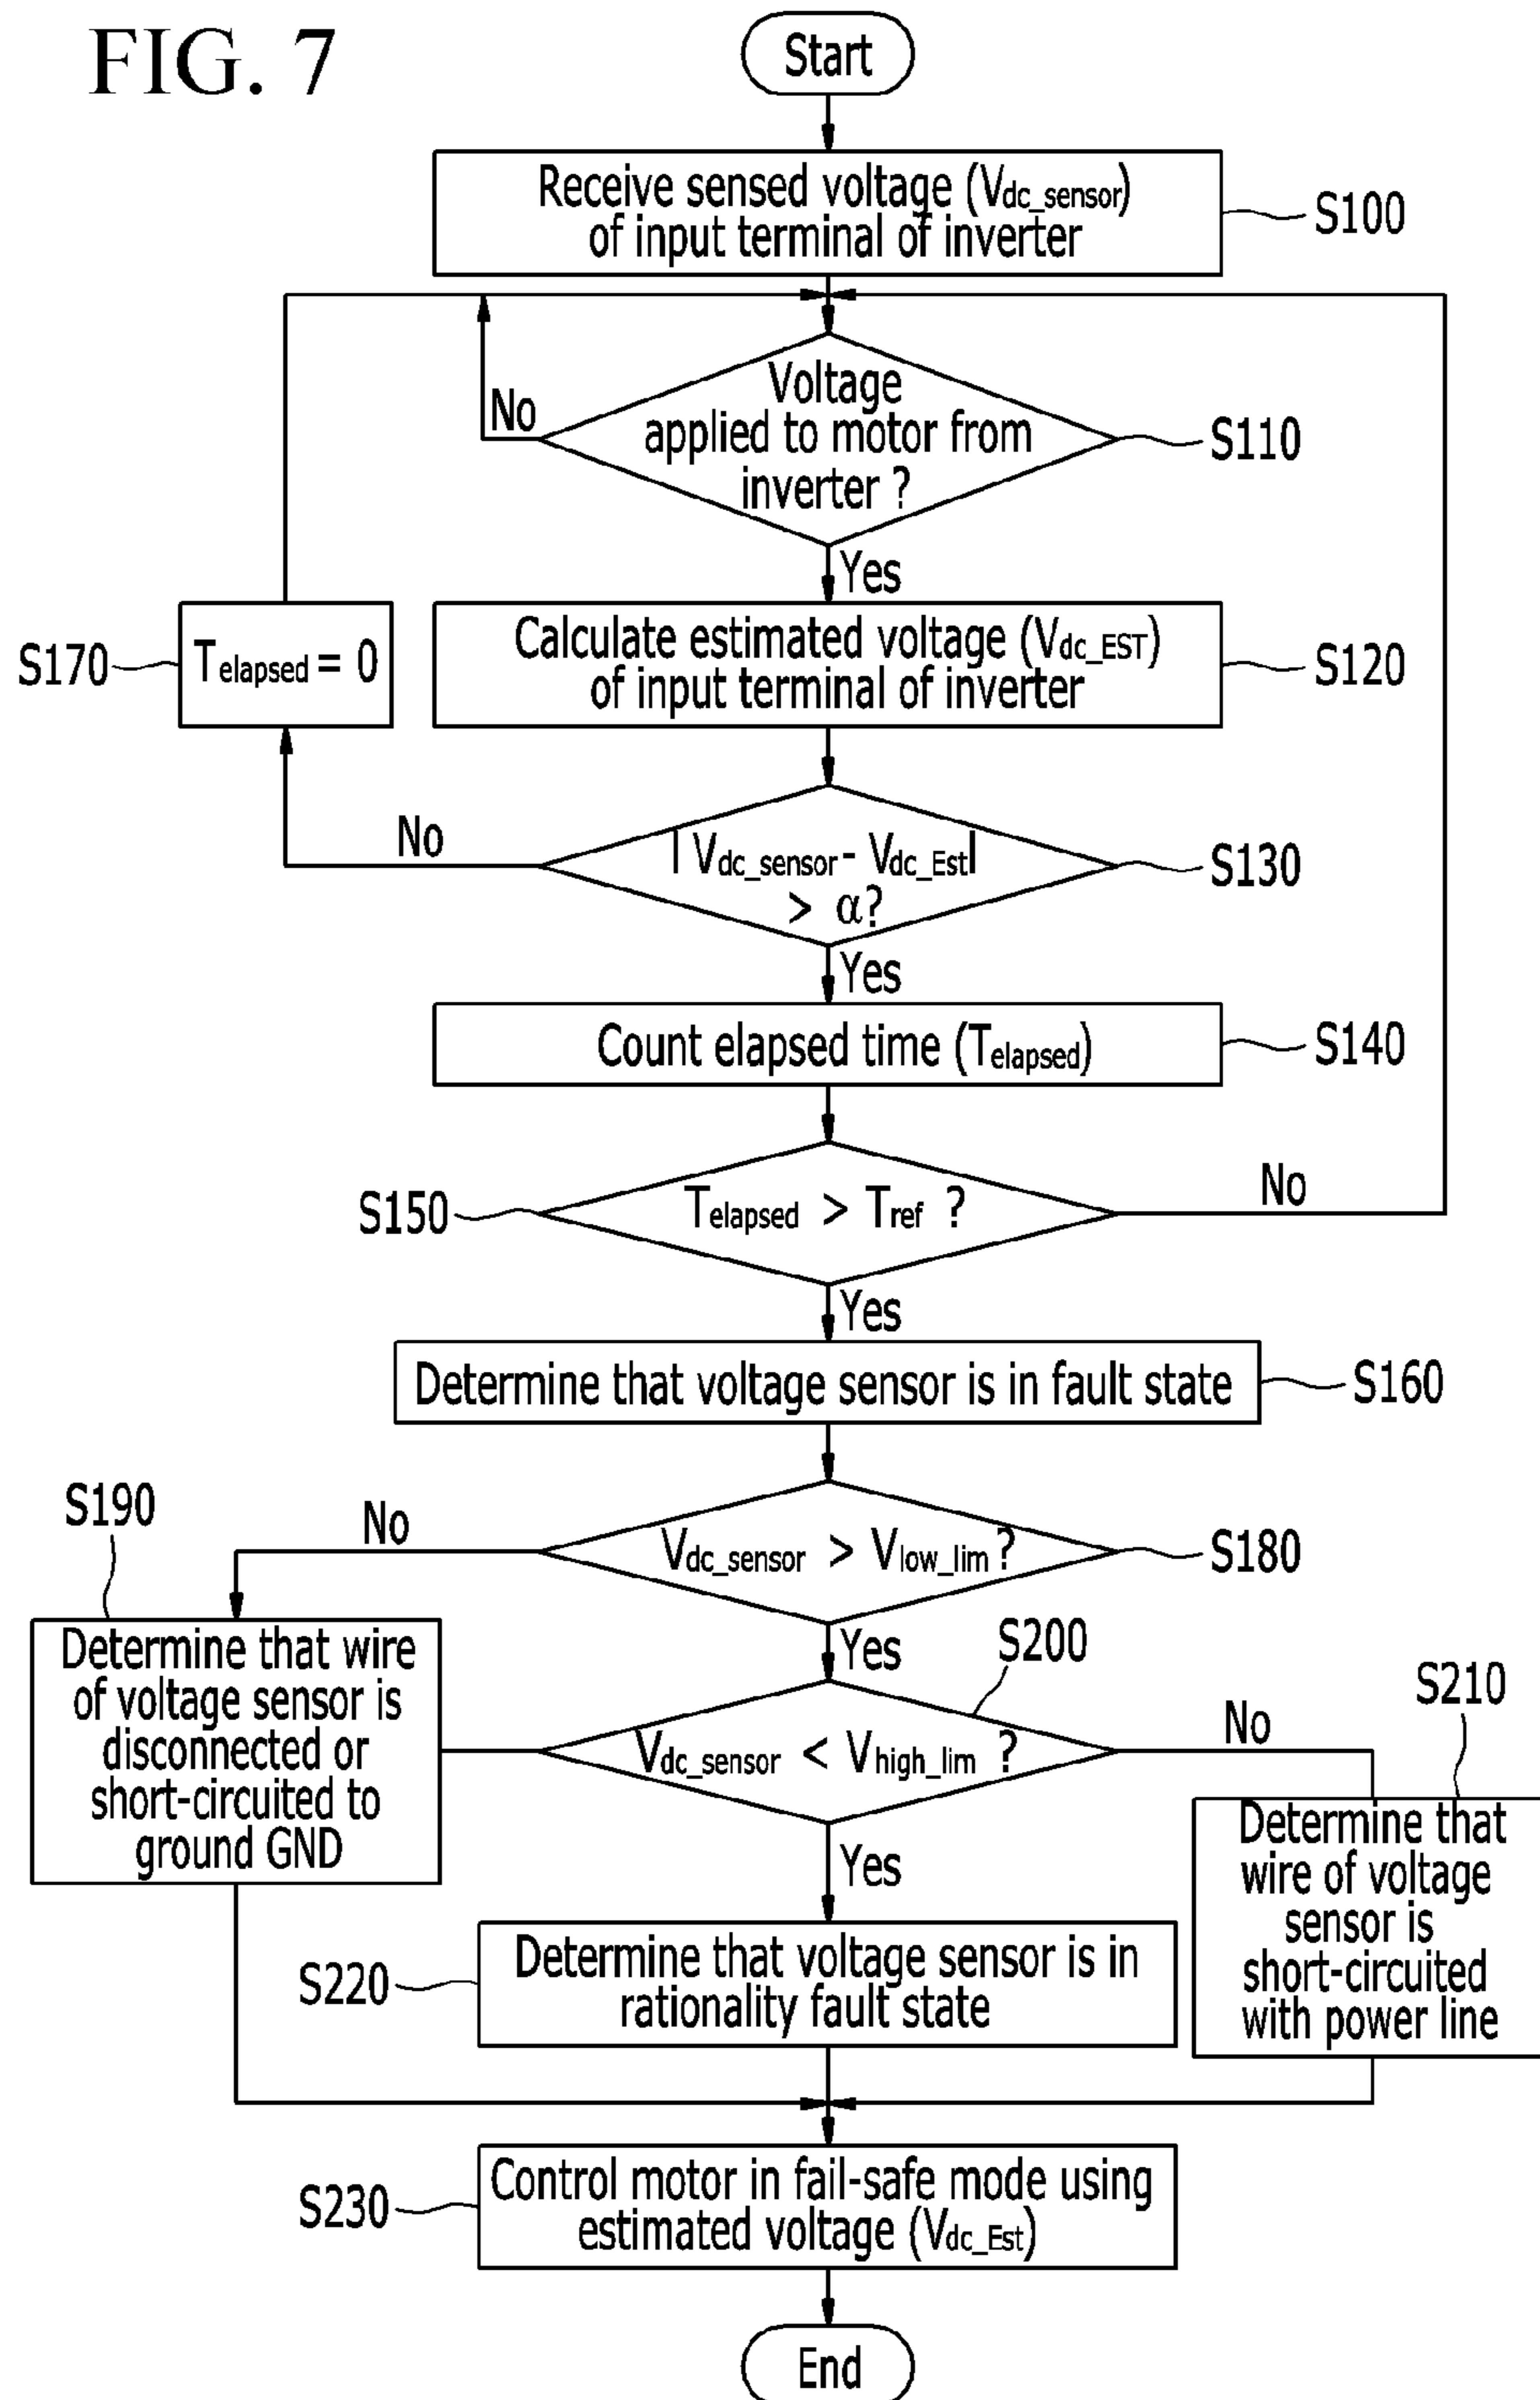 FIG. 7
Start
Receive sensed voltage (Vdc_sensor)
of input terminal of inverter
S100
Voltage
applied to motor from
inverter ?
No
S110
Yes
S170
Telapsed = 0
Calculate estimated voltage (Vdc_EST)
of input terminal of inverter
S120
No
| Vdc_sensor - Vdc_Est|
> α?
S130
Yes
Count elapsed time (Telapsed)
S140
S150
Telapsed > Tref ?
No
Yes
Determine that voltage sensor is in fault state
S160
S190
No
Vdc_sensor > Vlow_lim ?
S180
Yes
Determine that wire
of voltage sensor is
disconnected or
short-circuited to
ground GND
S200
Vdc_sensor < Vhigh_lim ?
No
S210
Yes
Determine that
wire of voltage
sensor is
short-circuited
with power line
S220
Determine that voltage sensor is in
rationality fault state
S230
Control motor in fail-safe mode using
estimated voltage (Vdc_Est)
End